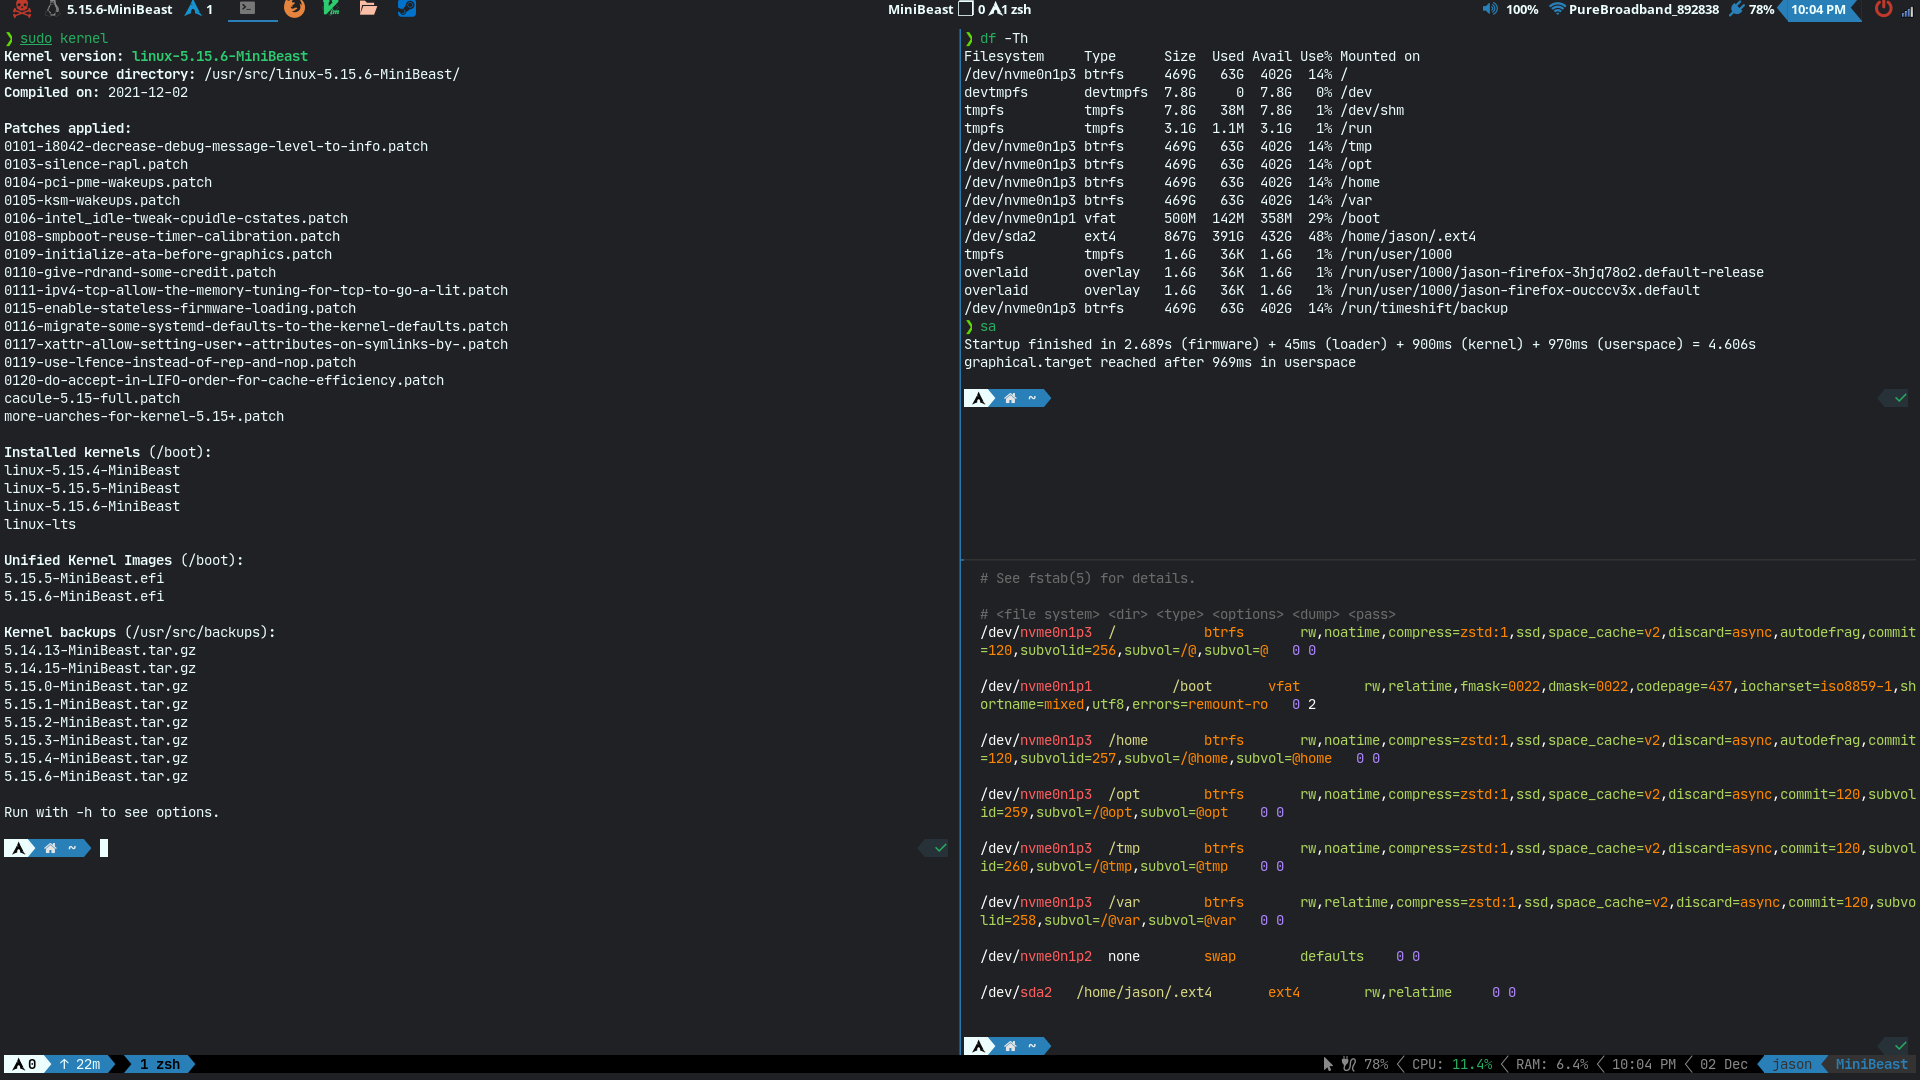 5.15.6-MiniBeast 1
MiniBeast 0 1 zsh
100% PureBroadband_892838 78% 10:04 PM
❯ sudo kernel
Kernel version: linux-5.15.6-MiniBeast
Kernel source directory: /usr/src/linux-5.15.6-MiniBeast/
Compiled on: 2021-12-02
Patches applied:
0101-i8042-decrease-debug-message-level-to-info.patch
0103-silence-rapl.patch
0104-pci-pme-wakeups.patch
0105-ksm-wakeups.patch
0106-intel_idle-tweak-cpuidle-cstates.patch
0108-smpboot-reuse-timer-calibration.patch
0109-initialize-ata-before-graphics.patch
0110-give-rdrand-some-credit.patch
0111-ipv4-tcp-allow-the-memory-tuning-for-tcp-to-go-a-lit.patch
0115-enable-stateless-firmware-loading.patch
0116-migrate-some-systemd-defaults-to-the-kernel-defaults.patch
0117-xattr-allow-setting-user•-attributes-on-symlinks-by-.patch
0119-use-lfence-instead-of-rep-and-nop.patch
0120-do-accept-in-LIFO-order-for-cache-efficiency.patch
cacule-5.15-full.patch
more-uarches-for-kernel-5.15+.patch
Installed kernels (/boot):
linux-5.15.4-MiniBeast
linux-5.15.5-MiniBeast
linux-5.15.6-MiniBeast
linux-lts
Unified Kernel Images (/boot):
5.15.5-MiniBeast.efi
5.15.6-MiniBeast.efi
Kernel backups (/usr/src/backups):
5.14.13-MiniBeast.tar.gz
5.14.15-MiniBeast.tar.gz
5.15.0-MiniBeast.tar.gz
5.15.1-MiniBeast.tar.gz
5.15.2-MiniBeast.tar.gz
5.15.3-MiniBeast.tar.gz
5.15.4-MiniBeast.tar.gz
5.15.6-MiniBeast.tar.gz
Run with -h to see options.
~
❯ df -Th
Filesystem Type Size Used Avail Use% Mounted on
/dev/nvme0n1p3 btrfs 469G 63G 402G 14% /
devtmpfs devtmpfs 7.8G 0 7.8G 0% /dev
tmpfs tmpfs 7.8G 38M 7.8G 1% /dev/shm
tmpfs tmpfs 3.1G 1.1M 3.1G 1% /run
/dev/nvme0n1p3 btrfs 469G 63G 402G 14% /tmp
/dev/nvme0n1p3 btrfs 469G 63G 402G 14% /opt
/dev/nvme0n1p3 btrfs 469G 63G 402G 14% /home
/dev/nvme0n1p3 btrfs 469G 63G 402G 14% /var
/dev/nvme0n1p1 vfat 500M 142M 358M 29% /boot
/dev/sda2 ext4 867G 391G 432G 48% /home/jason/.ext4
tmpfs tmpfs 1.6G 36K 1.6G 1% /run/user/1000
overlaid overlay 1.6G 36K 1.6G 1% /run/user/1000/jason-firefox-3hjq78o2.default-release
overlaid overlay 1.6G 36K 1.6G 1% /run/user/1000/jason-firefox-oucccv3x.default
/dev/nvme0n1p3 btrfs 469G 63G 402G 14% /run/timeshift/backup
❯ sa
Startup finished in 2.689s (firmware) + 45ms (loader) + 900ms (kernel) + 970ms (userspace) = 4.606s
graphical.target reached after 969ms in userspace
~
# See fstab(5) for details.
# <file system> <dir> <type> <options> <dump> <pass>
/dev/nvme0n1p3 / btrfs rw,noatime,compress=zstd:1,ssd,space_cache=v2,discard=async,autodefrag,commit
=120,subvolid=256,subvol=/@,subvol=@ 0 0
/dev/nvme0n1p1 /boot vfat rw,relatime,fmask=0022,dmask=0022,codepage=437,iocharset=iso8859-1,sh
ortname=mixed,utf8,errors=remount-ro 0 2
/dev/nvme0n1p3 /home btrfs rw,noatime,compress=zstd:1,ssd,space_cache=v2,discard=async,autodefrag,commit
=120,subvolid=257,subvol=/@home,subvol=@home 0 0
/dev/nvme0n1p3 /opt btrfs rw,noatime,compress=zstd:1,ssd,space_cache=v2,discard=async,commit=120,subvol
id=259,subvol=/@opt,subvol=@opt 0 0
/dev/nvme0n1p3 /tmp btrfs rw,noatime,compress=zstd:1,ssd,space_cache=v2,discard=async,commit=120,subvol
id=260,subvol=/@tmp,subvol=@tmp 0 0
/dev/nvme0n1p3 /var btrfs rw,relatime,compress=zstd:1,ssd,space_cache=v2,discard=async,commit=120,subvo
lid=258,subvol=/@var,subvol=@var 0 0
/dev/nvme0n1p2 none swap defaults 0 0
/dev/sda2 /home/jason/.ext4 ext4 rw,relatime 0 0
~
0 ↑ 22m 1 zsh
78% CPU: 11.4% RAM: 6.4% 10:04 PM 02 Dec jason MiniBeast